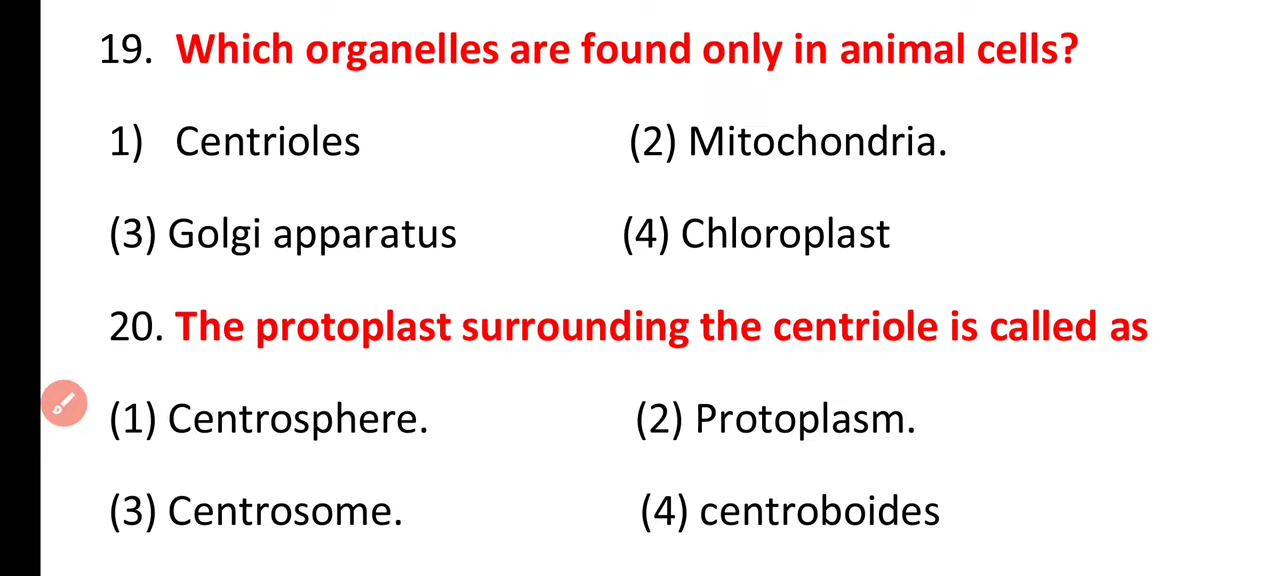 19. Which organelles are found only in animal cells?
1) Centrioles (2) Mitochondria.
(3) Golgi apparatus (4) Chloroplast
20. The protoplast surrounding the centriole is called as
(1) Centrosphere. (2) Protoplasm.
(3) Centrosome. (4) centroboides